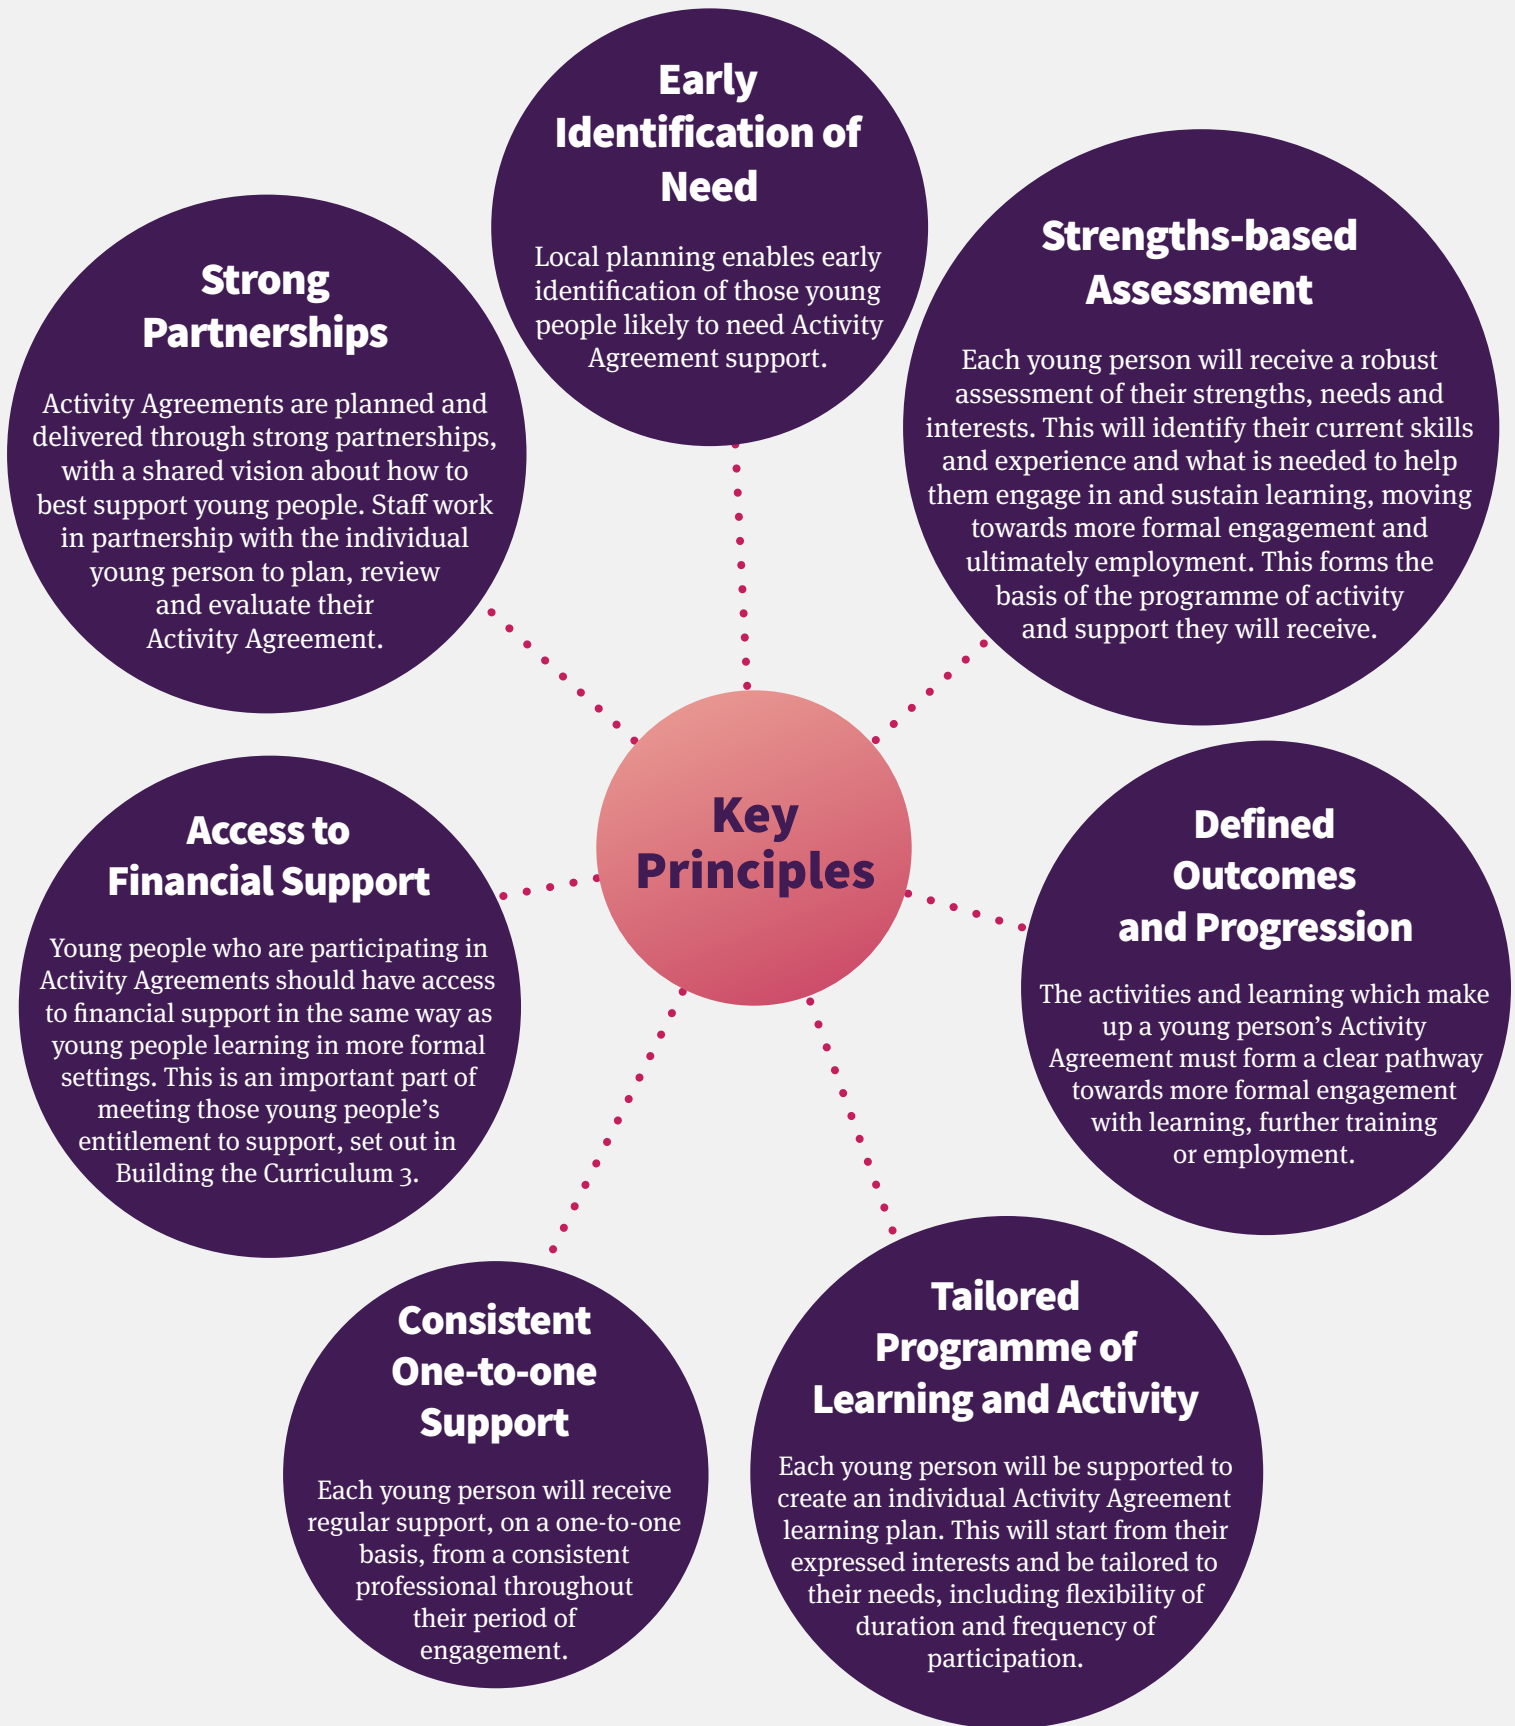 Early
Identification of
Need
Local planning enables early
identification of those young
people likely to need Activity
Agreement support.
Strengths-based
Assessment
Each young person will receive a robust
assessment of their strengths, needs and
interests. This will identify their current skills
and experience and what is needed to help
them engage in and sustain learning, moving
towards more formal engagement and
ultimately employment. This forms the
basis of the programme of activity
and support they will receive.
Strong
Partnerships
Activity Agreements are planned and
delivered through strong partnerships,
with a shared vision about how to
best support young people. Staff work
in partnership with the individual
young person to plan, review
and evaluate their
Activity Agreement.
Key
Principles
Access to
Financial Support
Young people who are participating in
Activity Agreements should have access
to financial support in the same way as
young people learning in more formal
settings. This is an important part of
meeting those young people’s
entitlement to support, set out in
Building the Curriculum 3.
Defined
Outcomes
and Progression
The activities and learning which make
up a young person’s Activity
Agreement must form a clear pathway
towards more formal engagement
with learning, further training
or employment.
Consistent
One-to-one
Support
Each young person will receive
regular support, on a one-to-one
basis, from a consistent
professional throughout
their period of
engagement.
Tailored
Programme of
Learning and Activity
Each young person will be supported to
create an individual Activity Agreement
learning plan. This will start from their
expressed interests and be tailored to
their needs, including flexibility of
duration and frequency of
participation.